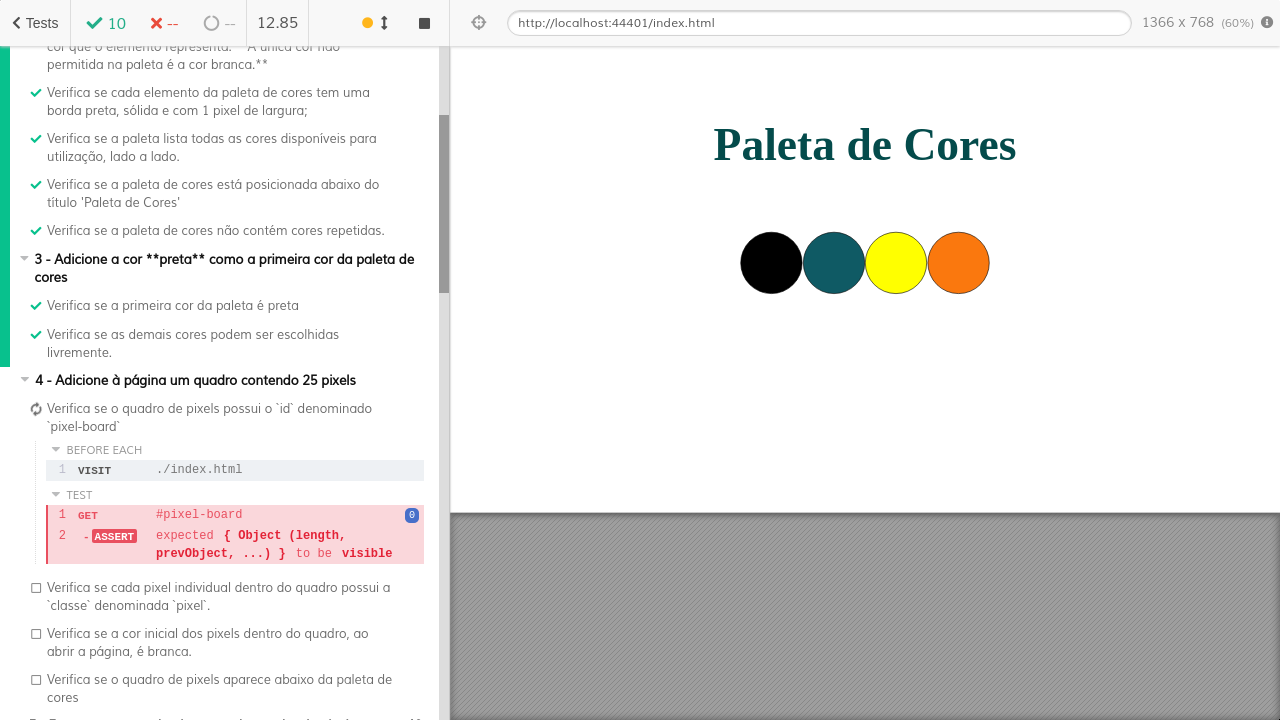 Tests
10
--
--
12.85
http://localhost:44401/index.html
1366 x 768 (60%)
cor que o elemento representa. **A única cor não
permitida na paleta é a cor branca.**
Verifica se cada elemento da paleta de cores tem uma
borda preta, sólida e com 1 pixel de largura;
Verifica se a paleta lista todas as cores disponíveis para
utilização, lado a lado.
Verifica se a paleta de cores está posicionada abaixo do
título 'Paleta de Cores'
Verifica se a paleta de cores não contém cores repetidas.
3 - Adicione a cor **preta** como a primeira cor da paleta de
cores
Verifica se a primeira cor da paleta é preta
Verifica se as demais cores podem ser escolhidas
livremente.
4 - Adicione à página um quadro contendo 25 pixels
Verifica se o quadro de pixels possui o `id` denominado
`pixel-board`
BEFORE EACH
1 VISIT ./index.html
TEST
1 GET #pixel-board 0
2 -ASSERT expected { Object (length,
prevObject, ...) } to be visible
Verifica se cada pixel individual dentro do quadro possui a
`classe` denominada `pixel`.
Verifica se a cor inicial dos pixels dentro do quadro, ao
abrir a página, é branca.
Verifica se o quadro de pixels aparece abaixo da paleta de
cores
Paleta de Cores